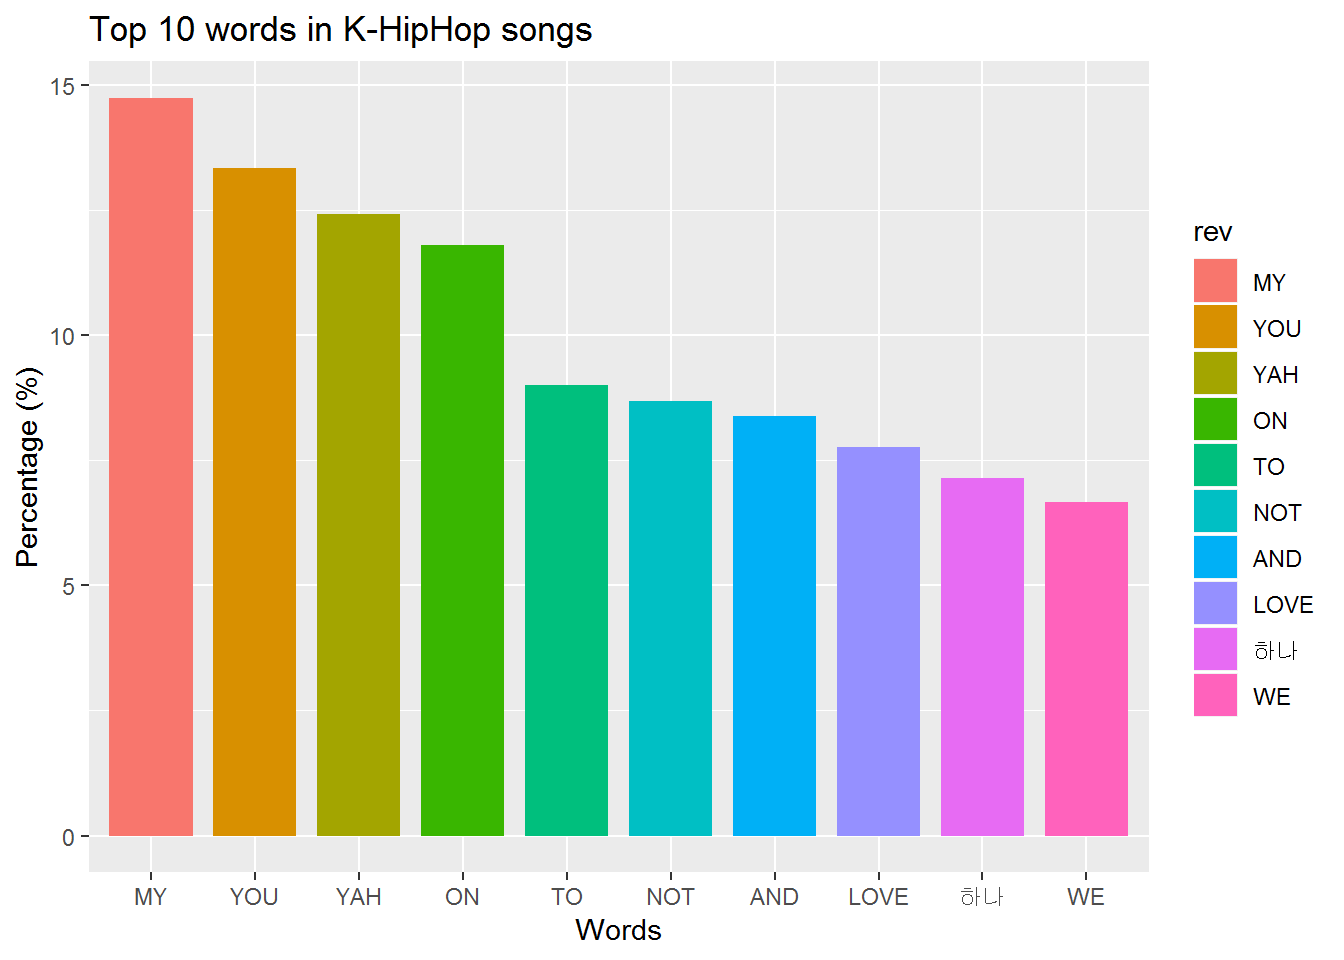 Top 10 words in K-HipHop songs
Percentage (%)
15
10
5
0
MY YOU YAH ON TO NOT AND LOVE 하나 WE
Words
rev
MY
YOU
YAH
ON
TO
NOT
AND
LOVE
하나
WE